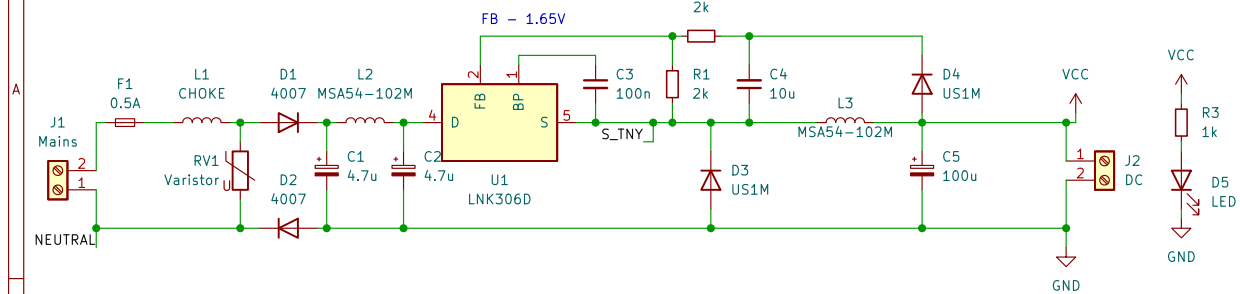 2k
FB - 1.65V
VCC
A
F1
0.5A
L1
CHOKE
D1
4007
L2
MSA54-102M
2
1
FB
BP
C3
100n
R1
2k
C4
10u
D4
US1M
VCC
R3
1k
J1
Mains
4
D
S
5
S_TNY
L3
MSA54-102M
2
1
RV1
Varistor
U
C1
4.7u
C2
4.7u
U1
LNK306D
D3
US1M
C5
100u
1
2
J2
DC
D5
LED
D2
4007
NEUTRAL
GND
GND